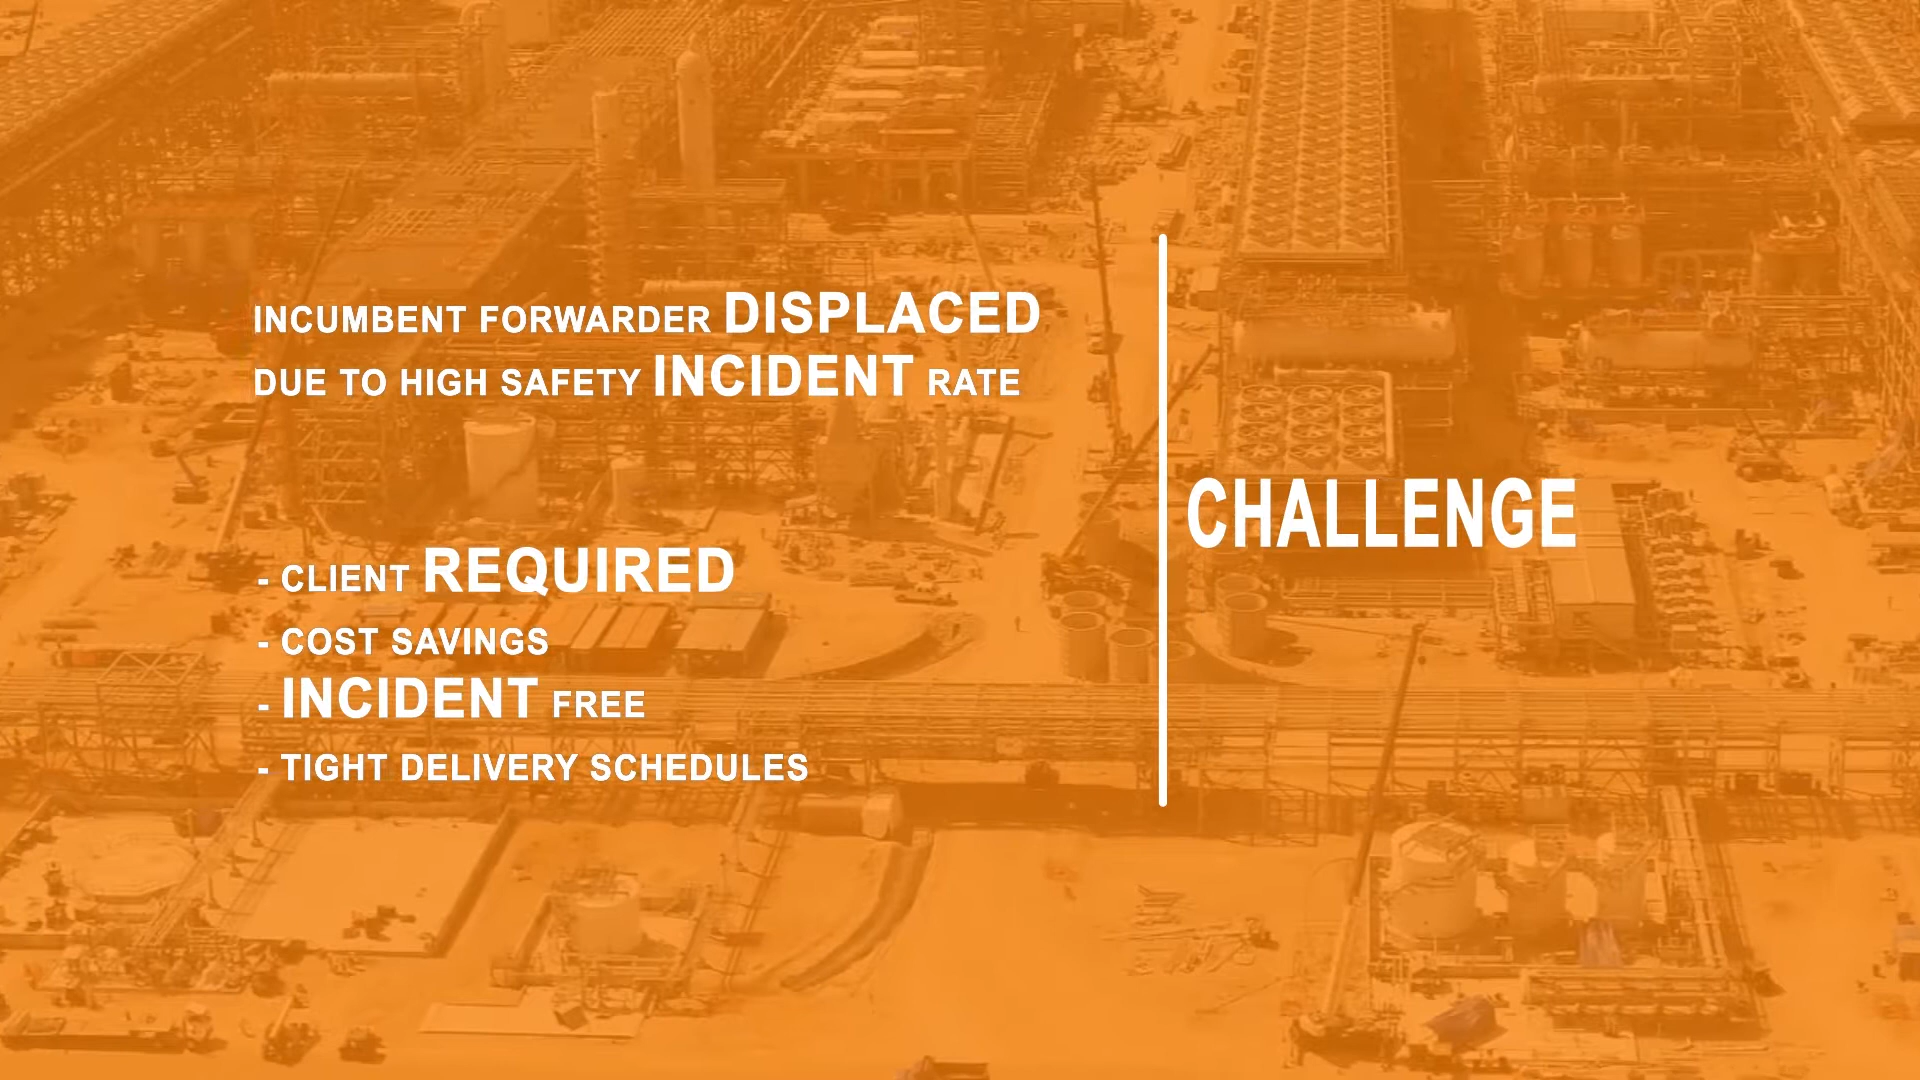 INCUMBENT FORWARDER DISPLACED
DUE TO HIGH SAFETY INCIDENT RATE
- CLIENT REQUIRED
- COST SAVINGS
- INCIDENT FREE
- TIGHT DELIVERY SCHEDULES
CHALLENGE